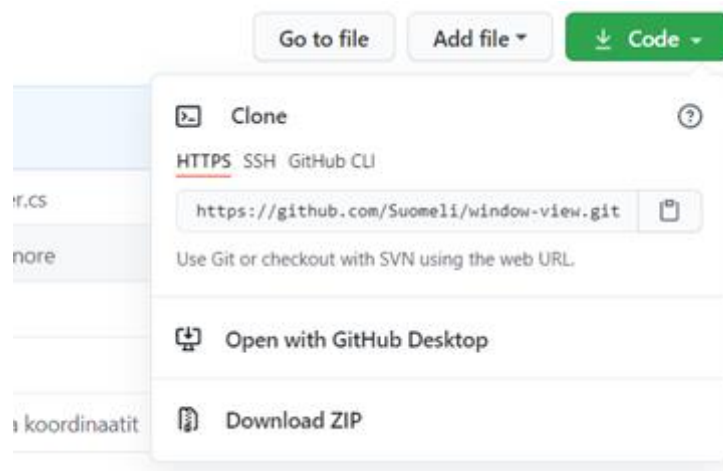 Go to file Add file Code
Clone
HTTPS SSH GitHub CLI
r.cs
https://github.com/Suomeli/window-view.git
nore
Use Git or checkout with SVN using the web URL.
Open with GitHub Desktop
koordinaatit
Download ZIP